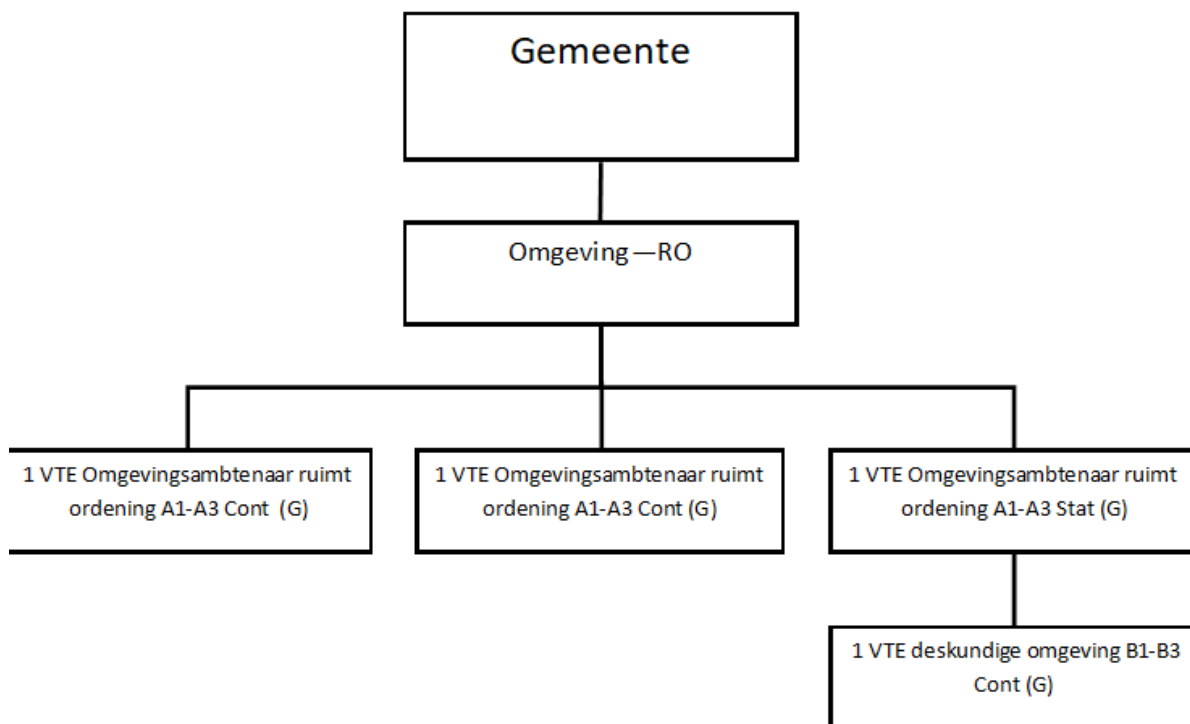 Gemeente
Omgeving—RO
1 VTE Omgevingsambtenaar ruimt
ordening A1-A3 Cont (G)
1 VTE Omgevingsambtenaar ruimt
ordening A1-A3 Cont (G)
1 VTE Omgevingsambtenaar ruimt
ordening A1-A3 Stat (G)
1 VTE deskundige omgeving B1-B3
Cont (G)